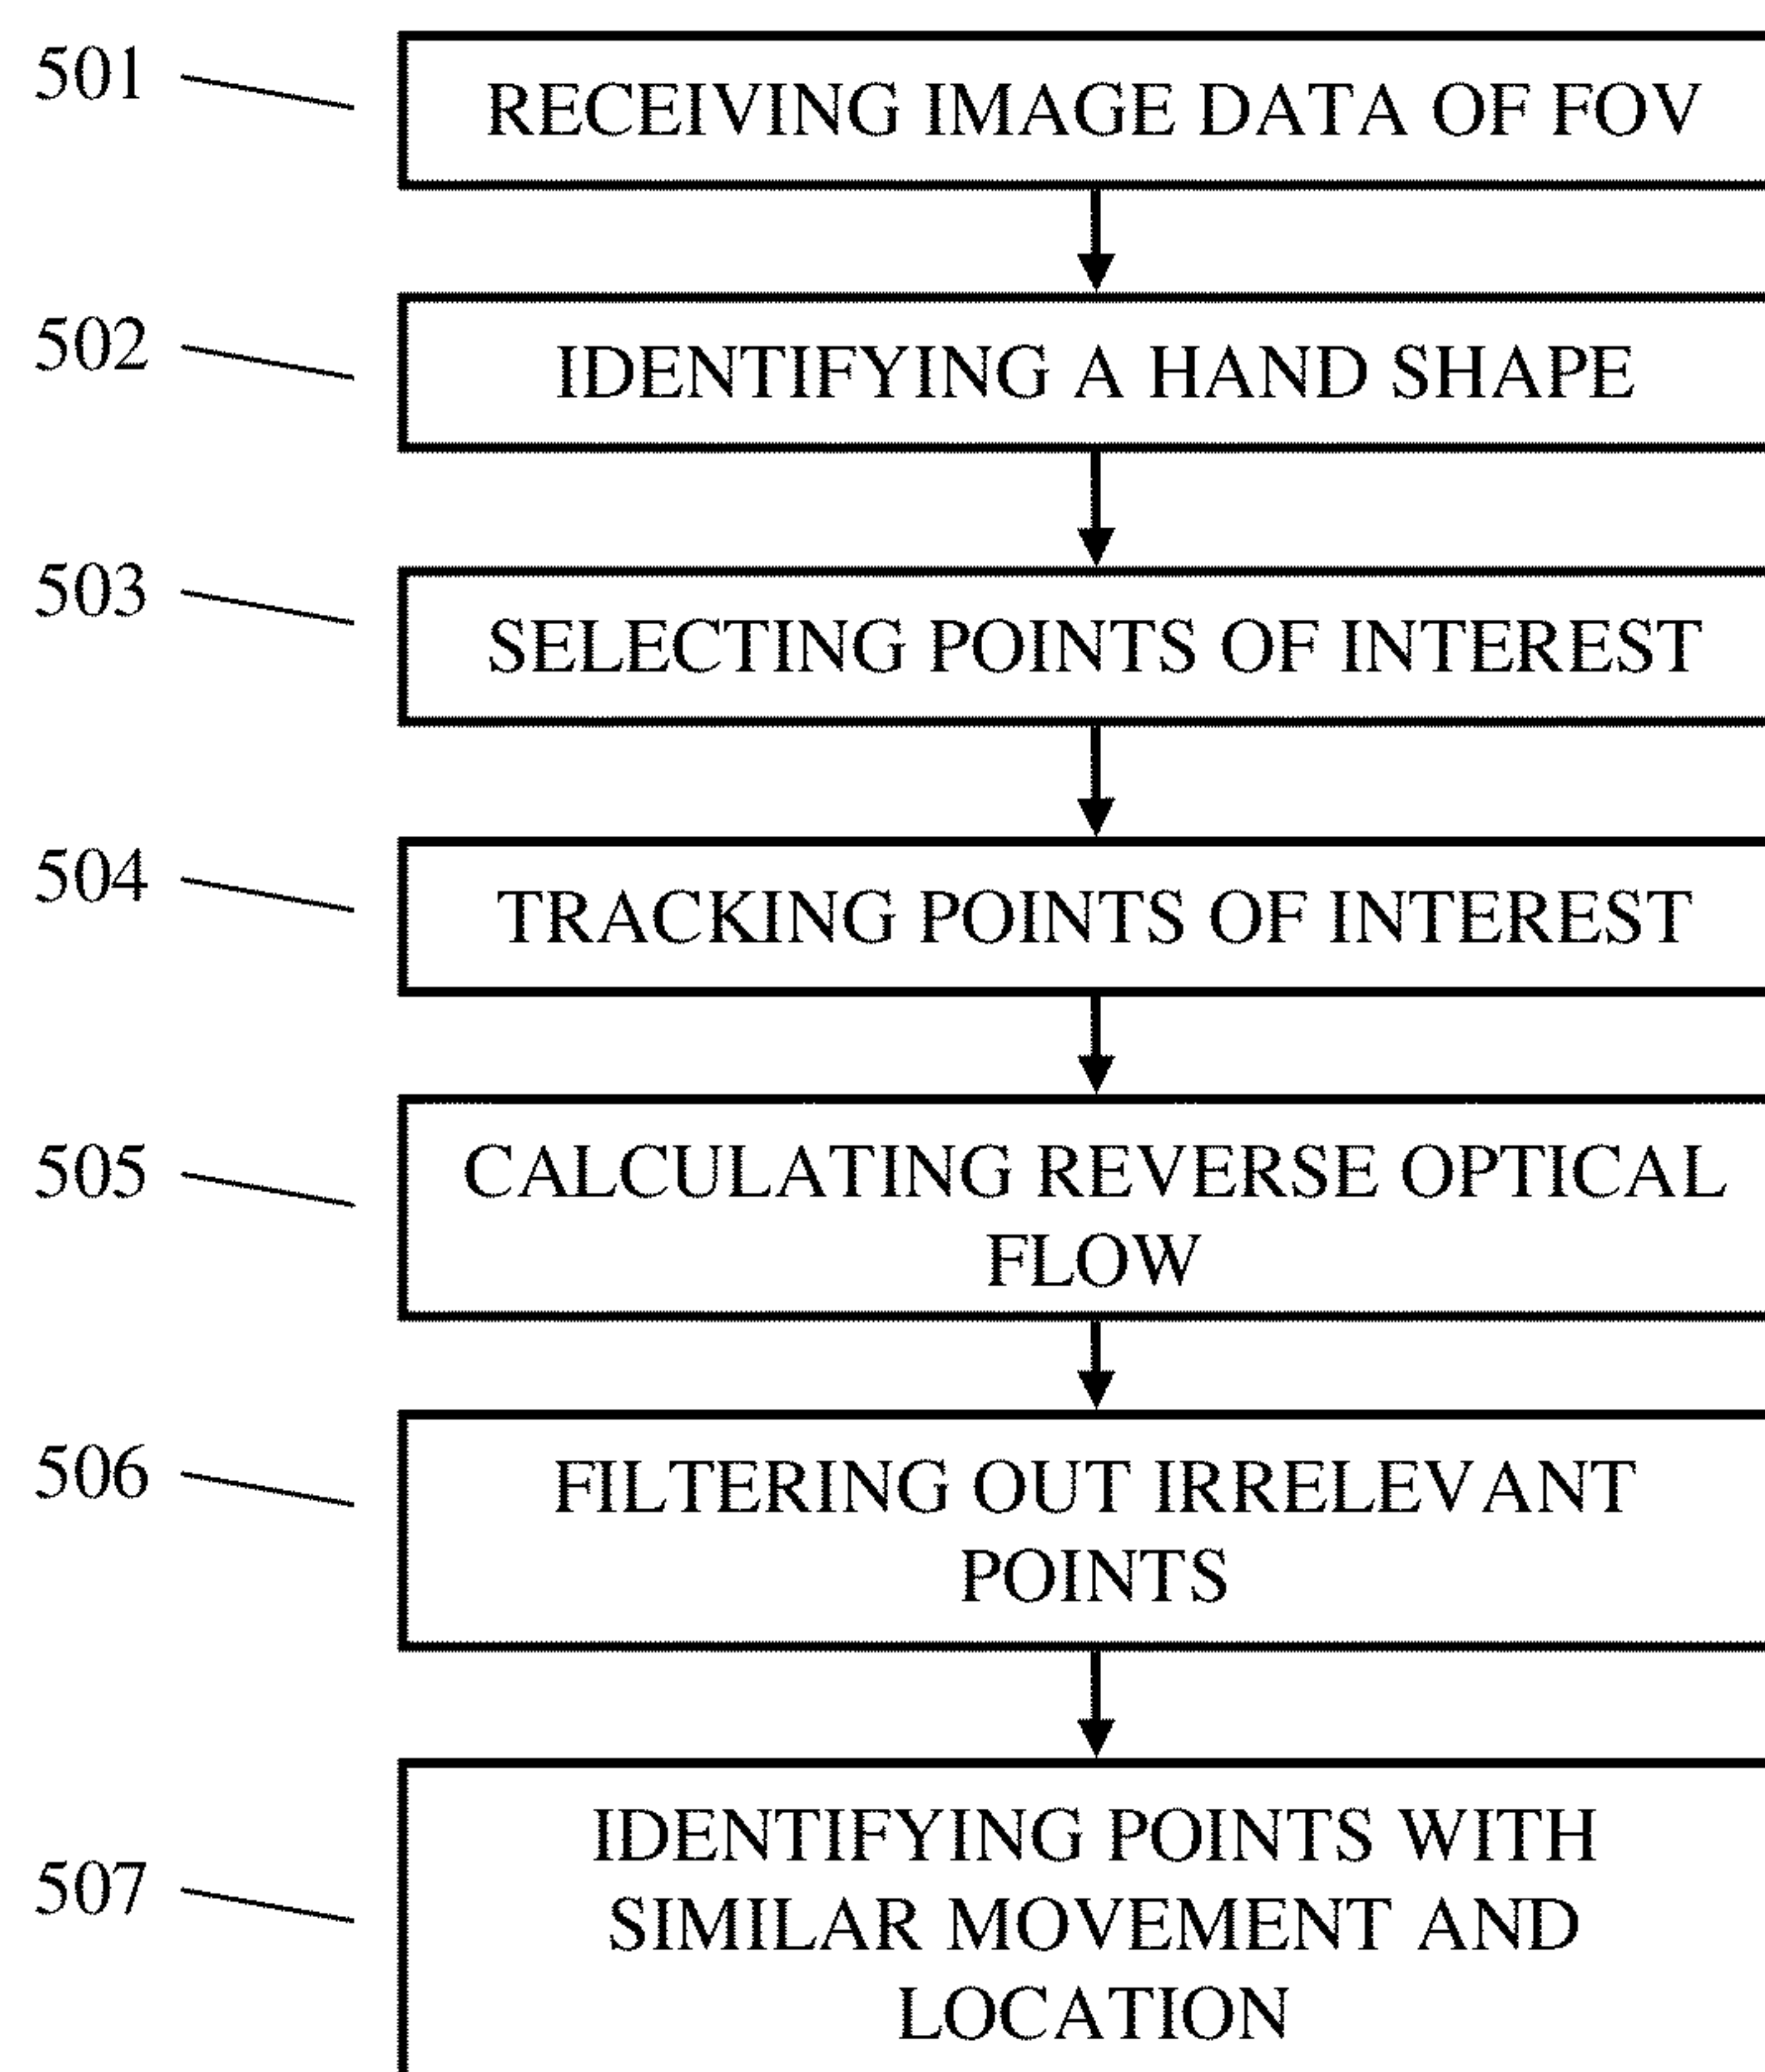 501
RECEIVING IMAGE DATA OF FOV
502
IDENTIFYING A HAND SHAPE
503
SELECTING POINTS OF INTEREST
504
TRACKING POINTS OF INTEREST
505
CALCULATING REVERSE OPTICAL
FLOW
506
FILTERING OUT IRRELEVANT
POINTS
507
IDENTIFYING POINTS WITH
SIMILAR MOVEMENT AND
LOCATION